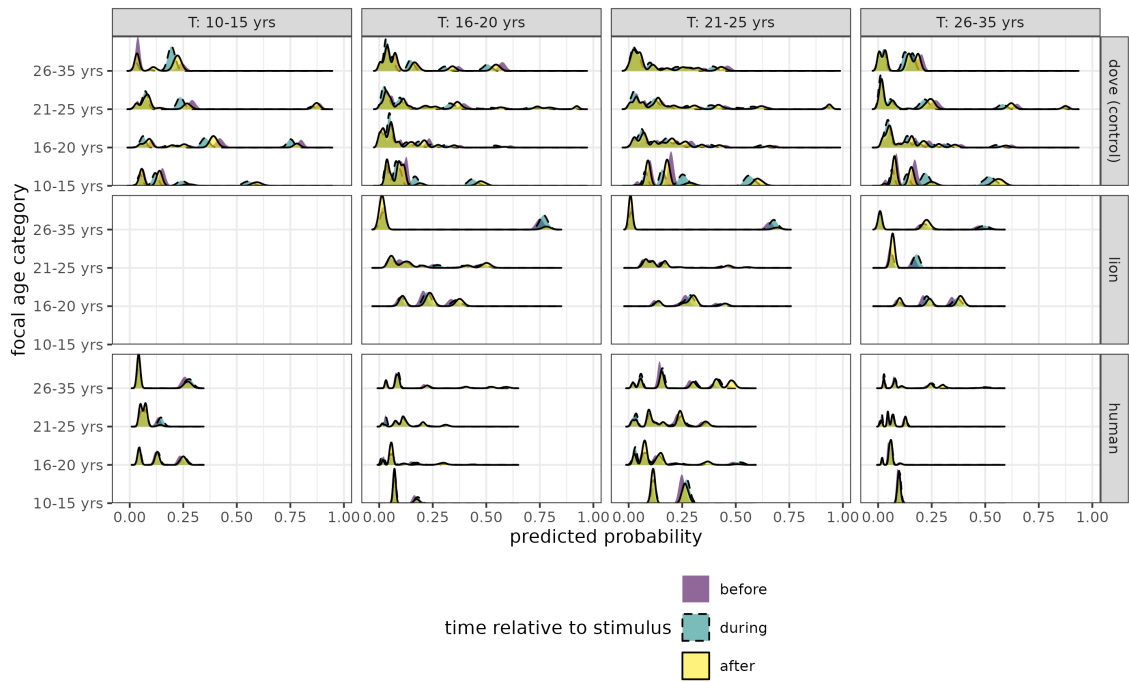 T: 10-15 yrs T: 16-20 yrs T: 21-25 yrs T: 26-35 yrs
focal age category
26-35 yrs
21-25 yrs
16-20 yrs
10-15 yrs
dove (control)
26-35 yrs
21-25 yrs
16-20 yrs
10-15 yrs
lion
26-35 yrs
21-25 yrs
16-20 yrs
10-15 yrs
human
0.00 0.25 0.50 0.75 1.00 0.00 0.25 0.50 0.75 1.00 0.00 0.25 0.50 0.75 1.00 0.00 0.25 0.50 0.75 1.00
predicted probability
before
time relative to stimulus during
after